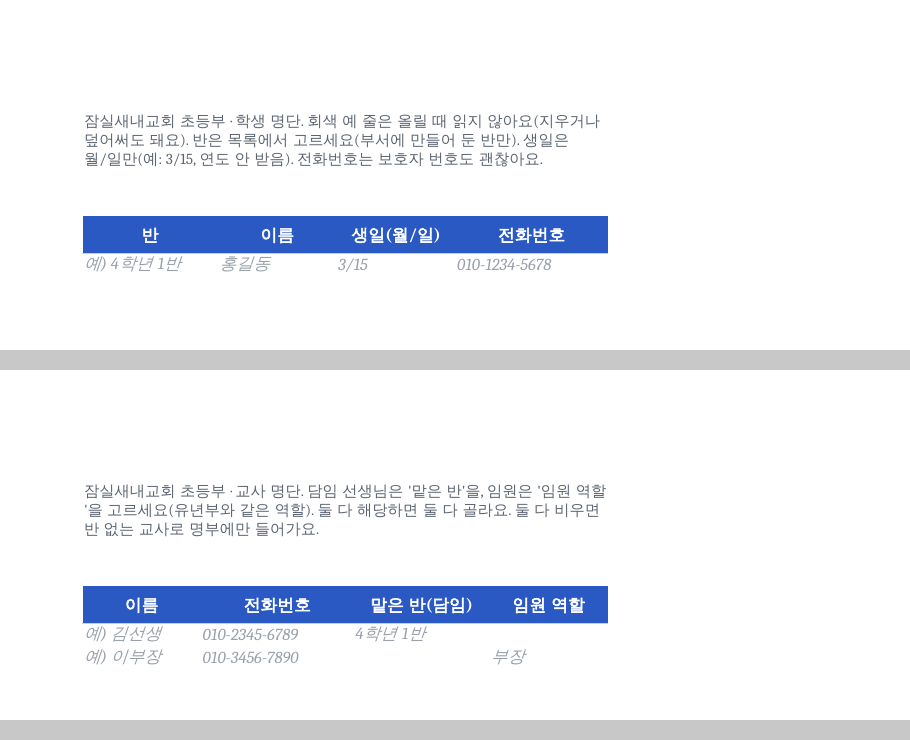 잠실새내교회 초등부 · 학생 명단. 회색 예 줄은 올릴 때 읽지 않아요(지우거나
덮어써도 돼요). 반은 목록에서 고르세요(부서에 만들어 둔 반만). 생일은
월/일만(예: 3/15, 연도 안 받음). 전화번호는 보호자 번호도 괜찮아요.
반 이름 생일(월/일) 전화번호
예) 4학년 1반 홍길동 3/15 010-1234-5678
잠실새내교회 초등부 · 교사 명단. 담임 선생님은 '맡은 반'을, 임원은 '임원 역할
'을 고르세요(유년부와 같은 역할). 둘 다 해당하면 둘 다 골라요. 둘 다 비우면
반 없는 교사로 명부에만 들어가요.
이름 전화번호 맡은 반(담임) 임원 역할
예) 김선생 010-2345-6789 4학년 1반
예) 이부장 010-3456-7890 부장